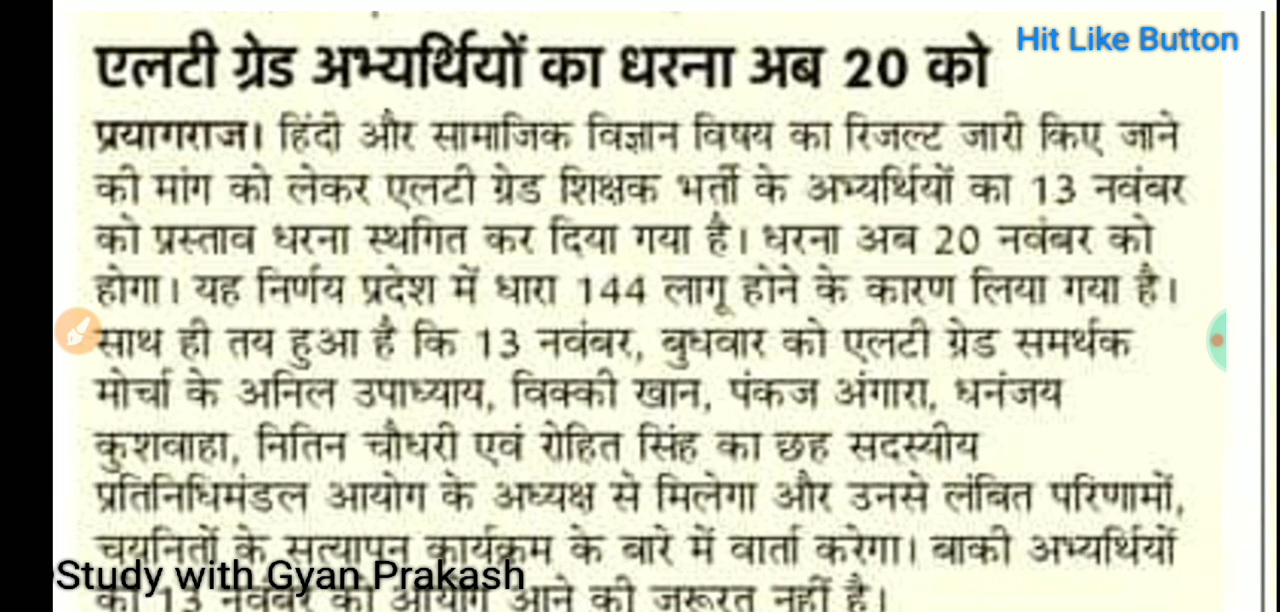 एलटी ग्रेड अभ्यर्थियों का धरना अब 20 को
Hit Like Button
प्रयागराज। हिंदी और सामाजिक विज्ञान विषय का रिजल्ट जारी किए जाने
की मांग को लेकर एलटी ग्रेड शिक्षक भर्ती के अभ्यर्थियों का 13 नवंबर
को प्रस्ताव धरना स्थगित कर दिया गया है। धरना अब 20 नवंबर को
होगा। यह निर्णय प्रदेश में धारा 144 लागू होने के कारण लिया गया है।
साथ ही तय हुआ है कि 13 नवंबर, बुधवार को एलटी ग्रेड समर्थक
मोर्चा के अनिल उपाध्याय, विक्की खान, पंकज अंगारा, धनंजय
कुशवाहा, नितिन चौधरी एवं रोहित सिंह का छह सदस्यीय
प्रतिनिधिमंडल आयोग के अध्यक्ष से मिलेगा और उनसे लंबित परिणामों,
चयनितों के सत्यापन कार्यक्रम के बारे में वार्ता करेगा। बाकी अभ्यर्थियों
Study with Gyan Prakash
को 13 नवंबर को आयोग आने की जरूरत नहीं है।